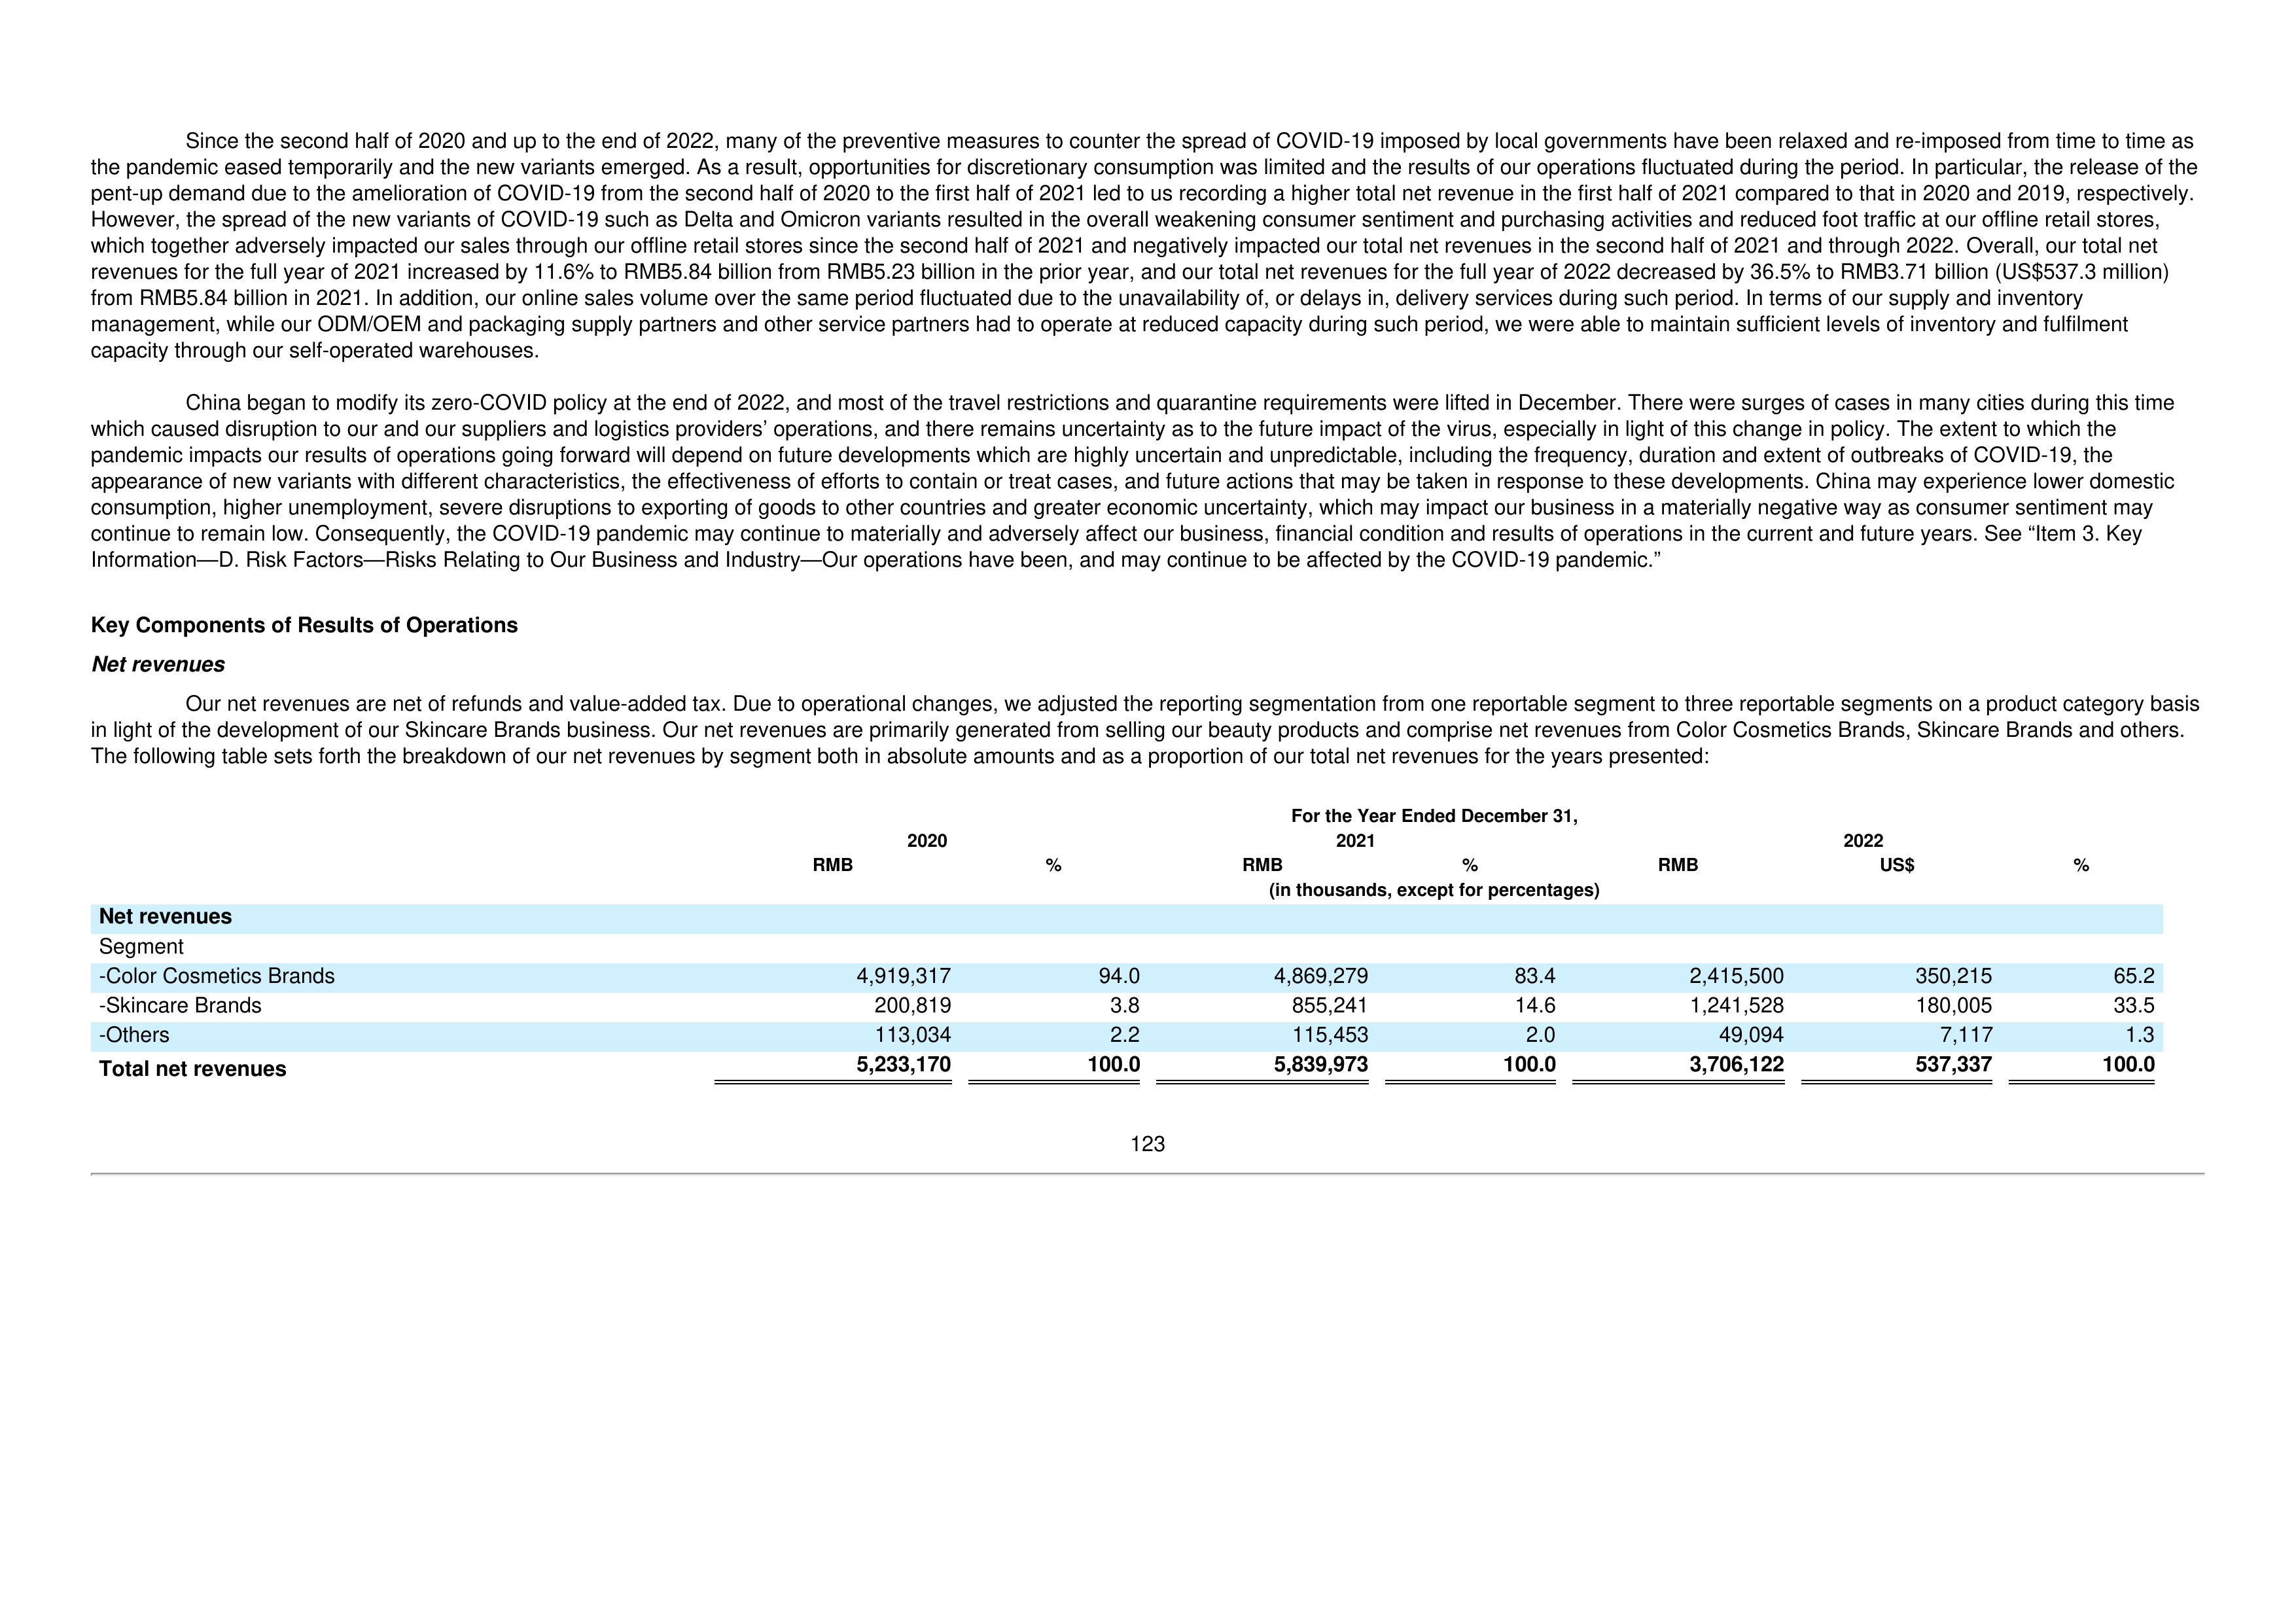 Since the second half of 2020 and up to the end of 2022, many of the preventive measures to counter the spread of COVID-19 imposed by local governments have been relaxed and re-imposed from time to time as
the pandemic eased temporarily and the new variants emerged. As a result, opportunities for discretionary consumption was limited and the results of our operations fluctuated during the period. In particular, the release of the
pent-up demand due to the amelioration of COVID-19 from the second half of 2020 to the first half of 2021 led to us recording a higher total net revenue in the first half of 2021 compared to that in 2020 and 2019, respectively.
However, the spread of the new variants of COVID-19 such as Delta and Omicron variants resulted in the overall weakening consumer sentiment and purchasing activities and reduced foot traffic at our offline retail stores,
which together adversely impacted our sales through our offline retail stores since the second half of 2021 and negatively impacted our total net revenues in the second half of 2021 and through 2022. Overall, our total net
revenues for the full year of 2021 increased by 11.6% to RMB5.84 billion from RMB5.23 billion in the prior year, and our total net revenues for the full year of 2022 decreased by 36.5% to RMB3.71 billion (US$537.3 million)
from RMB5.84 billion in 2021. In addition, our online sales volume over the same period fluctuated due to the unavailability of, or delays in, delivery services during such period. In terms of our supply and inventory
management, while our ODM/OEM and packaging supply partners and other service partners had to operate at reduced capacity during such period, we were able to maintain sufficient levels of inventory and fulfilment
capacity through our self-operated warehouses.
China began to modify its zero-COVID policy at the end of 2022, and most of the travel restrictions and quarantine requirements were lifted in December. There were surges of cases in many cities during this time
which caused disruption to our and our suppliers and logistics providers’ operations, and there remains uncertainty as to the future impact of the virus, especially in light of this change in policy. The extent to which the
pandemic impacts our results of operations going forward will depend on future developments which are highly uncertain and unpredictable, including the frequency, duration and extent of outbreaks of COVID-19, the
appearance of new variants with different characteristics, the effectiveness of efforts to contain or treat cases, and future actions that may be taken in response to these developments. China may experience lower domestic
consumption, higher unemployment, severe disruptions to exporting of goods to other countries and greater economic uncertainty, which may impact our business in a materially negative way as consumer sentiment may
continue to remain low. Consequently, the COVID-19 pandemic may continue to materially and adversely affect our business, financial condition and results of operations in the current and future years. See “Item 3. Key
Information—D. Risk Factors—Risks Relating to Our Business and Industry—Our operations have been, and may continue to be affected by the COVID-19 pandemic.”
Key Components of Results of Operations
Net revenues
Our net revenues are net of refunds and value-added tax. Due to operational changes, we adjusted the reporting segmentation from one reportable segment to three reportable segments on a product category basis
in light of the development of our Skincare Brands business. Our net revenues are primarily generated from selling our beauty products and comprise net revenues from Color Cosmetics Brands, Skincare Brands and others.
The following table sets forth the breakdown of our net revenues by segment both in absolute amounts and as a proportion of our total net revenues for the years presented:
For the Year Ended December 31,
2020 2021 2022
RMB % RMB % RMB US$ %
(in thousands, except for percentages)
Net revenues
Segment
-Color Cosmetics Brands 4,919,317 94.0 4,869,279 83.4 2,415,500 350,215 65.2
-Skincare Brands 200,819 3.8 855,241 14.6 1,241,528 180,005 33.5
-Others 113,034 2.2 115,453 2.0 49,094 7,117 1.3
Total net revenues 5,233,170 100.0 5,839,973 100.0 3,706,122 537,337 100.0
123